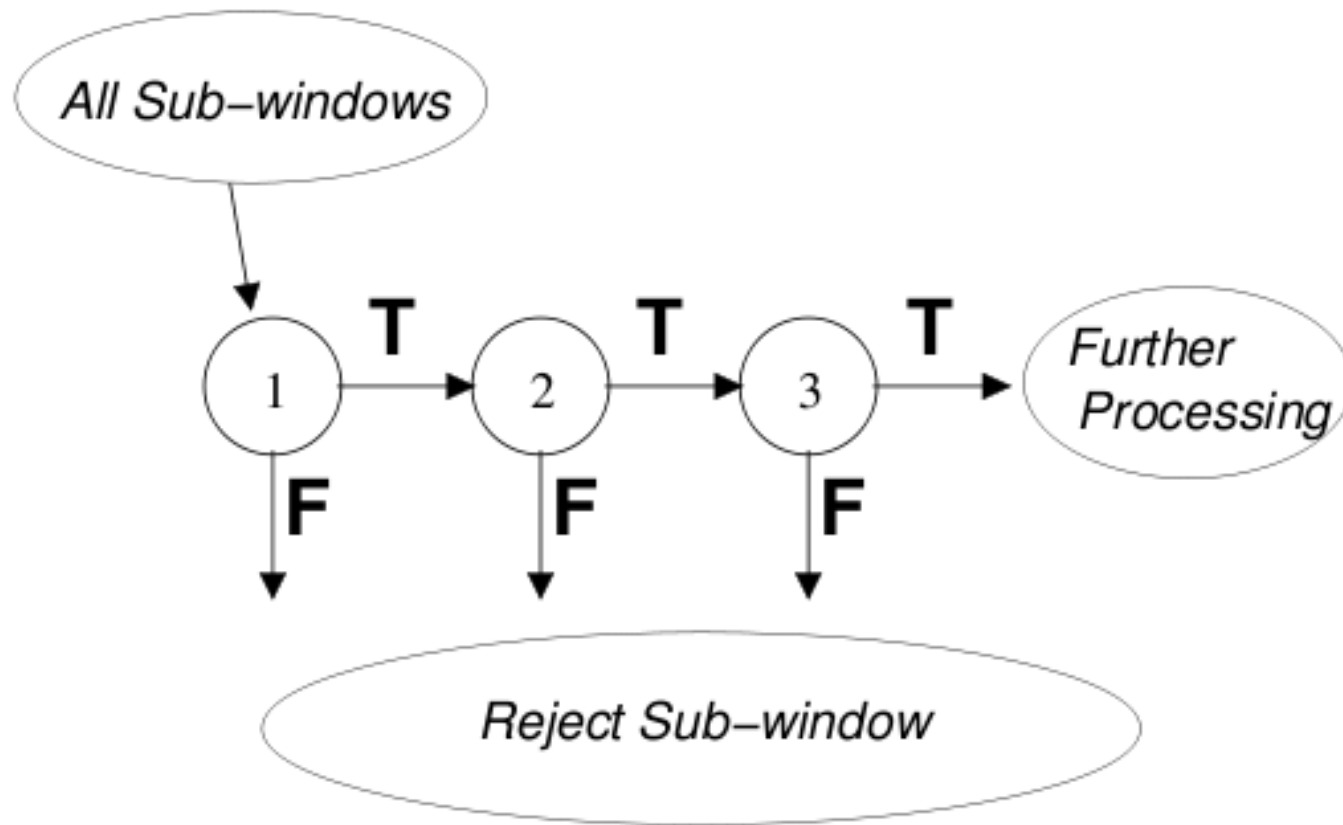 All Sub−windows
T
T
T
1
2
3
Further
Processing
F
F
F
Reject Sub−window